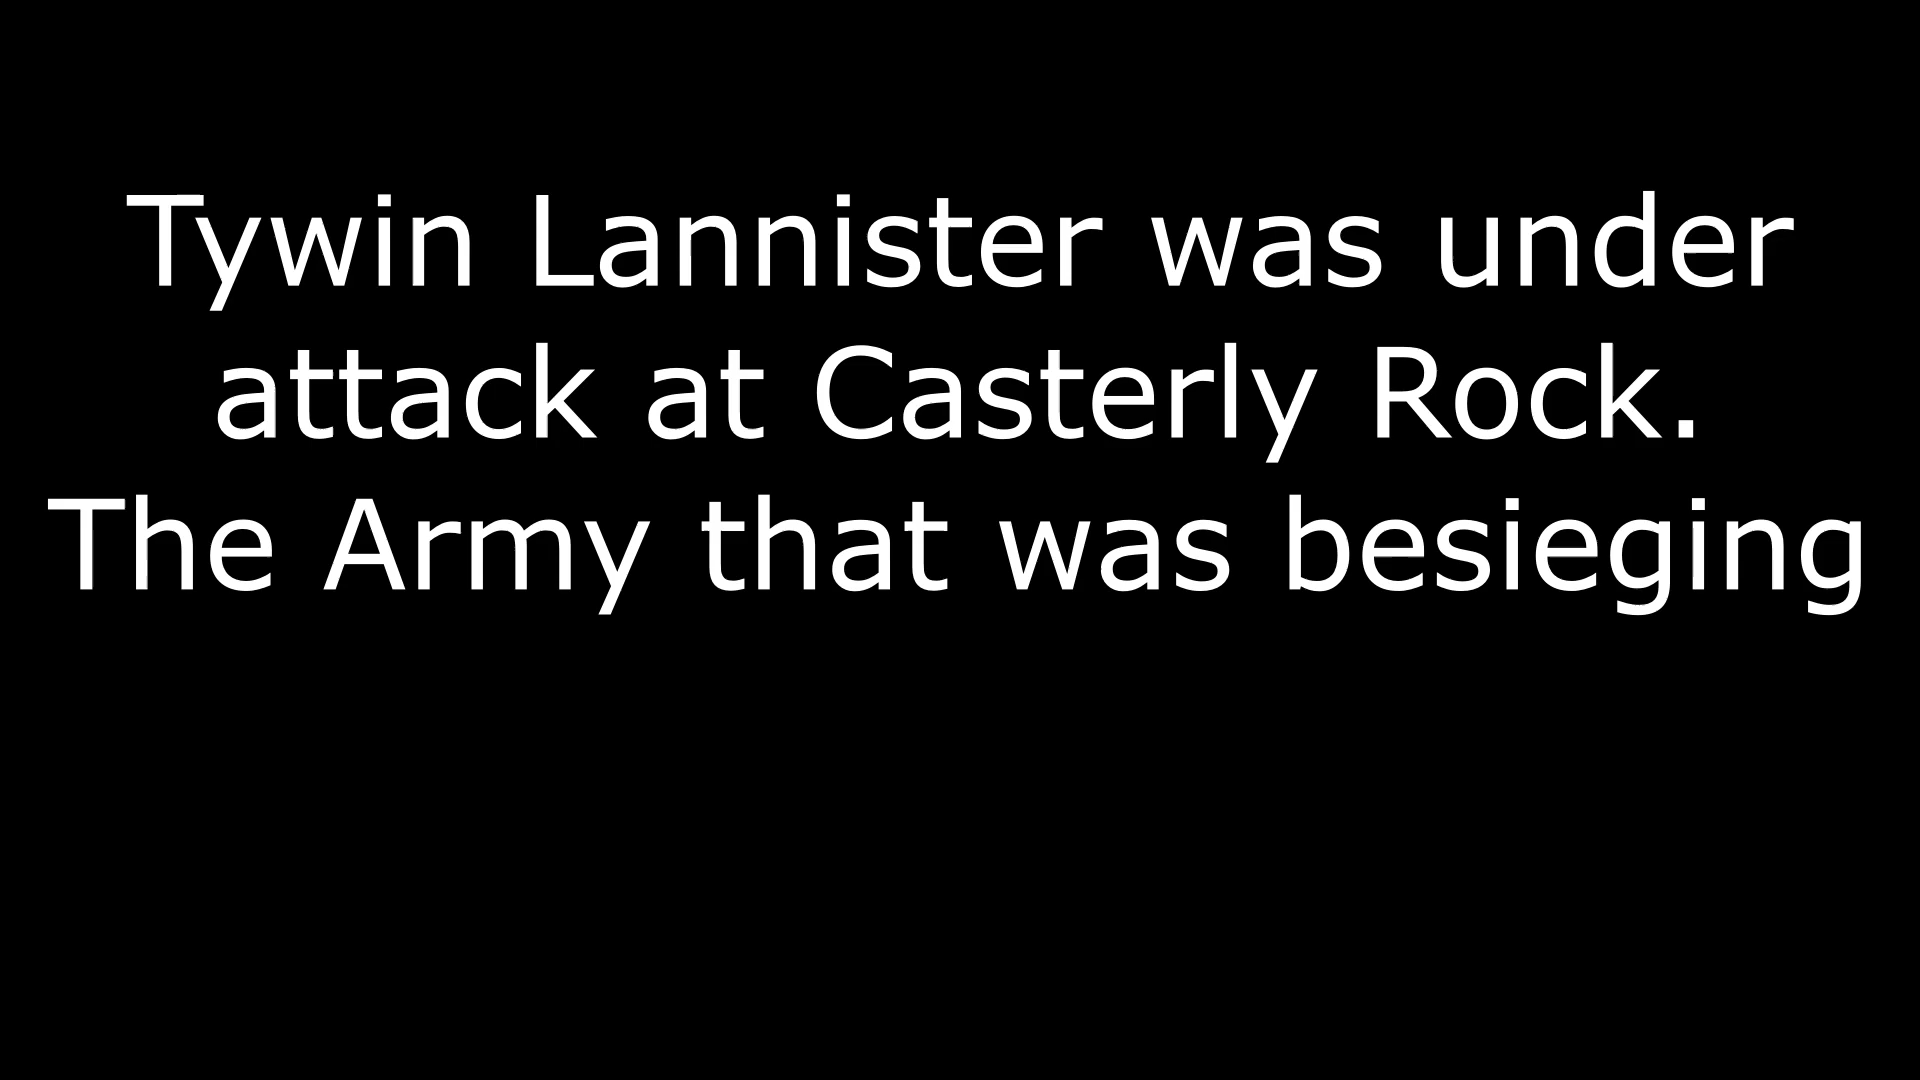 Tywin Lannister was under
attack at Casterly Rock.
The Army that was besieging